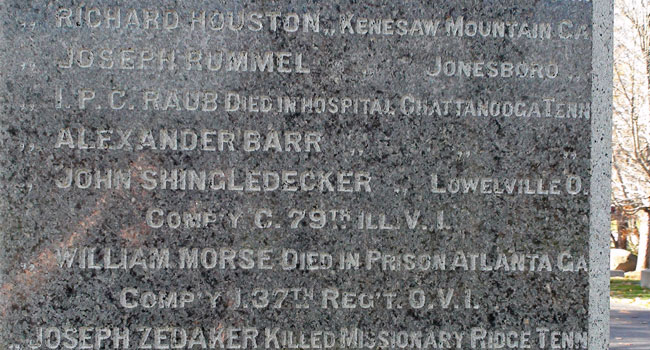 ,, RICHARD HOUSTON ,, KENESAW MOUNTAIN GA
,, JOSEPH RUMMEL ,, JONESBORO ,,
,, I. P. C. RAUB DIED IN HOSPITAL CHATTANOOGA TENN
,, ALEXANDER BARR ,, ,, ,,
,, JOHN SHINGLEDECKER ,, LOWELVILLE O.
COMP'Y C. 79TH ILL. V. I.
,, WILLIAM MORSE DIED IN PRISON ATLANTA GA
COMP'Y I. 37TH REG'T. O. V. I.
,, JOSEPH ZEDAKER KILLED MISSIONARY RIDGE TENN